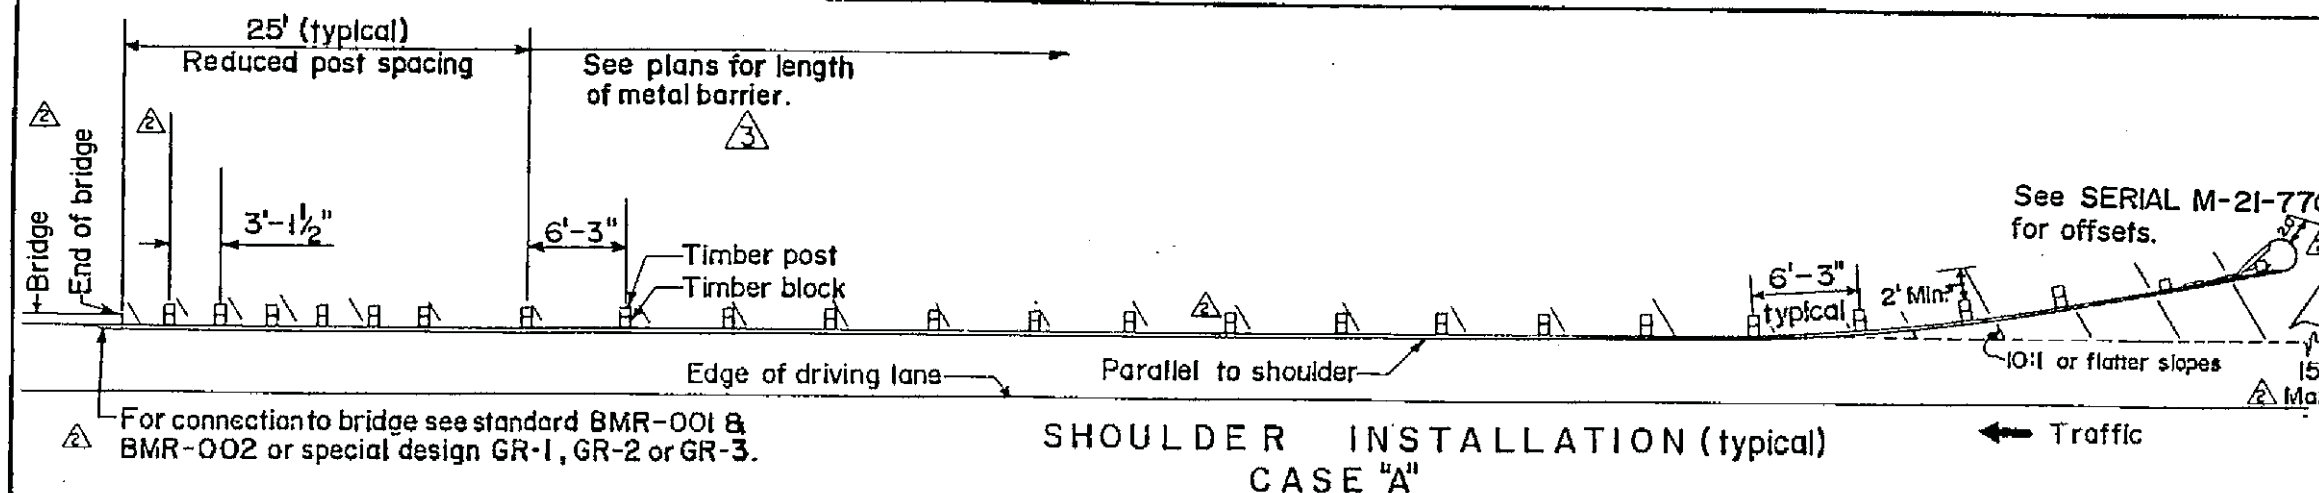 25' (typical)
Reduced post spacing
See plans for length
of metal barrier.
3
2
2
Bridge
End of bridge
3'-1½"
6'-3"
Timber post
Timber block
2
6'-3"
typical
2' Min.
See SERIAL M-21-77
for offsets.
10:1 or flatter slopes
15
2
Edge of driving lane
Parallel to shoulder
2
For connection to bridge see standard BMR-001 &
BMR-002 or special design GR-1, GR-2 or GR-3.
SHOULDER INSTALLATION (typical)
CASE "A"
Traffic